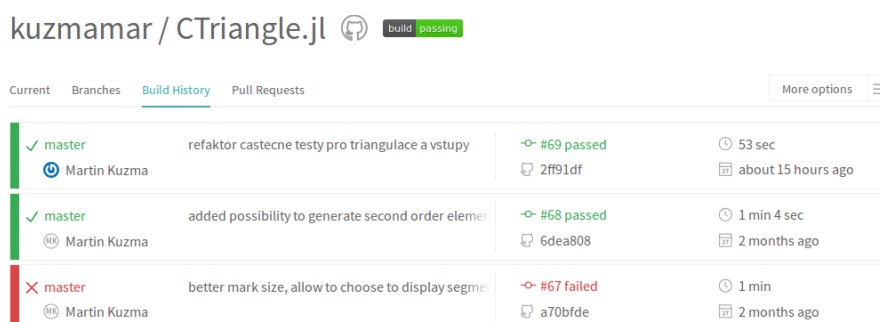 kuzmamar / CTriangle.jl build passing
Current Branches Build History Pull Requests More options
master refaktor castecne testy pro triangulace a vstupy #69 passed 53 sec
Martin Kuzma 2ff91df about 15 hours ago
master added possibility to generate second order elemen #68 passed 1 min 4 sec
MK Martin Kuzma 6dea808 2 months ago
master better mark size, allow to choose to display segme #67 failed 1 min
MK Martin Kuzma a70bfde 2 months ago